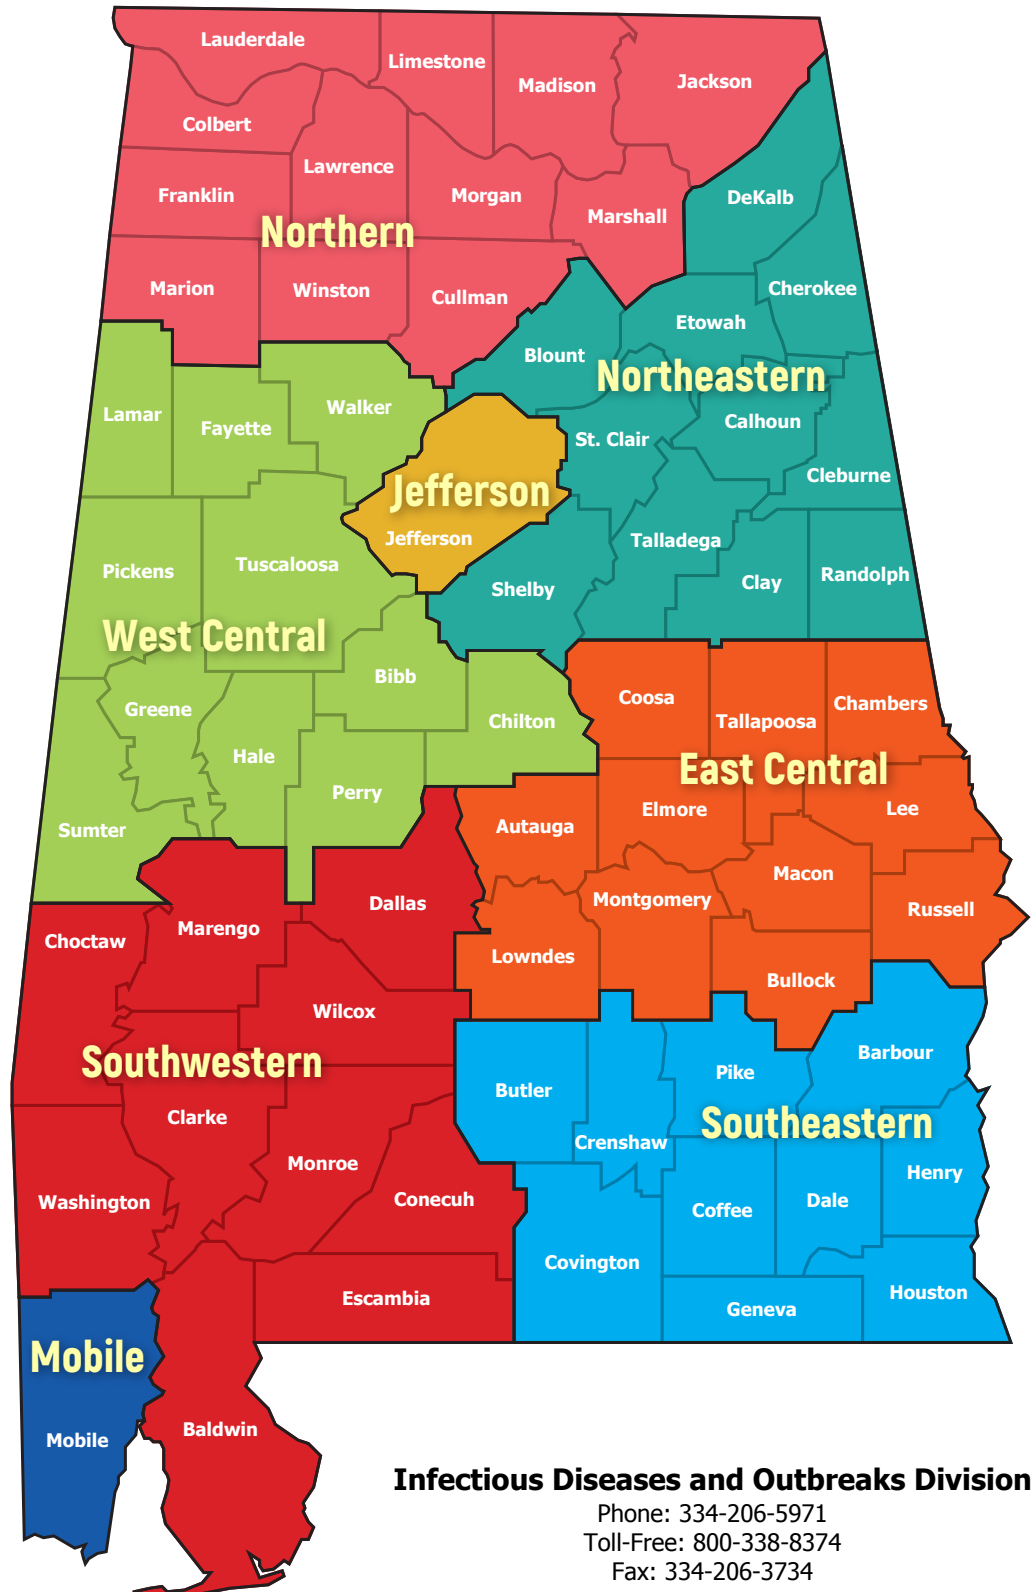 Lauderdale
Limestone
Madison
Jackson
Colbert
Lawrence
Franklin
Morgan
Marshall
DeKalb
Northern
Marion
Winston
Cullman
Cherokee
Etowah
Blount
Northeastern
Lamar
Fayette
Walker
St. Clair
Calhoun
Cleburne
Jefferson
Jefferson
Talladega
Pickens
Tuscaloosa
Shelby
Clay
Randolph
West Central
Bibb
Greene
Chilton
Coosa
Tallapoosa
Chambers
Hale
East Central
Perry
Sumter
Autauga
Elmore
Lee
Macon
Dallas
Montgomery
Russell
Choctaw
Marengo
Lowndes
Bullock
Wilcox
Southwestern
Barbour
Pike
Butler
Clarke
Southeastern
Crenshaw
Monroe
Henry
Washington
Conecuh
Coffee
Dale
Covington
Escambia
Geneva
Houston
Mobile
Mobile
Baldwin
Infectious Diseases and Outbreaks Division
Phone: 334-206-5971
Toll-Free: 800-338-8374
Fax: 334-206-3734